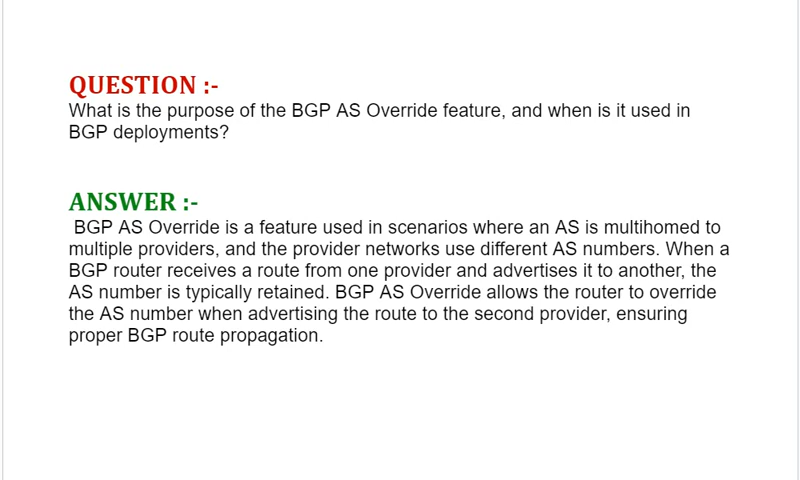 QUESTION :-
What is the purpose of the BGP AS Override feature, and when is it used in
BGP deployments?
ANSWER :-
BGP AS Override is a feature used in scenarios where an AS is multihomed to
multiple providers, and the provider networks use different AS numbers. When a
BGP router receives a route from one provider and advertises it to another, the
AS number is typically retained. BGP AS Override allows the router to override
the AS number when advertising the route to the second provider, ensuring
proper BGP route propagation.